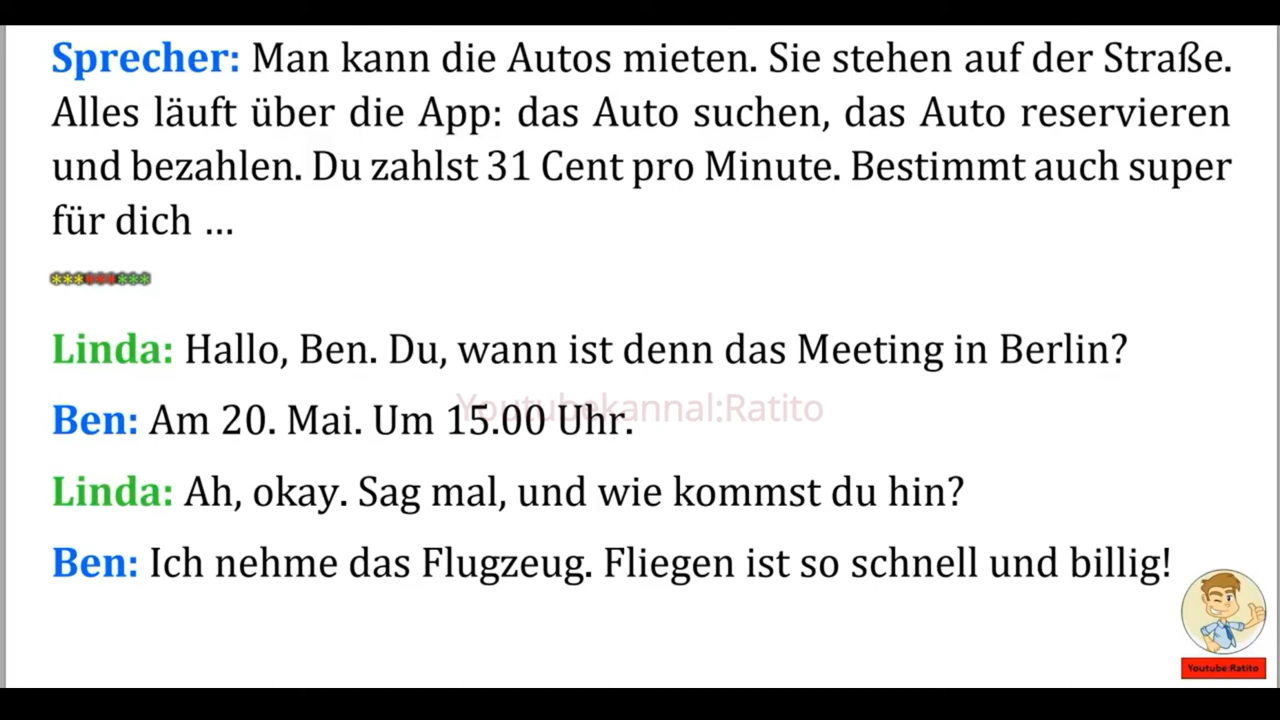 Sprecher: Man kann die Autos mieten. Sie stehen auf der Straße.
Alles läuft über die App: das Auto suchen, das Auto reservieren
und bezahlen. Du zahlst 31 Cent pro Minute. Bestimmt auch super
für dich ...
*********
Linda: Hallo, Ben. Du, wann ist denn das Meeting in Berlin?
Youtubekannal:Ratito
Ben: Am 20. Mai. Um 15.00 Uhr.
Linda: Ah, okay. Sag mal, und wie kommst du hin?
Ben: Ich nehme das Flugzeug. Fliegen ist so schnell und billig!
Youtube Ratito